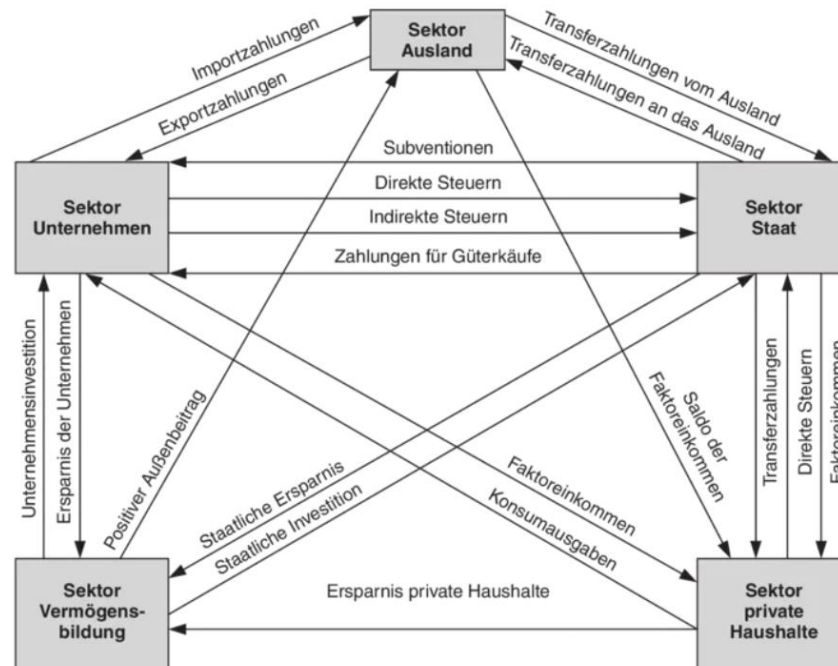 Sektor
Ausland
Importzahlungen
Exportzahlungen
Transferzahlungen vom Ausland
Transferzahlungen an das Ausland
Sektor
Unternehmen
Subventionen
Direkte Steuern
Indirekte Steuern
Zahlungen für Güterkäufe
Sektor
Staat
Unternehmensinvestition
Ersparnis der Unternehmen
Positiver Außenbeitrag
Staatliche Ersparnis
Staatliche Investition
Faktoreinkommen
Konsumausgaben
Saldo der
Faktoreinkommen
Transferzahlungen
Direkte Steuern
Faktoreinkommen
Sektor
Vermögens-
bildung
Ersparnis private Haushalte
Sektor
private
Haushalte